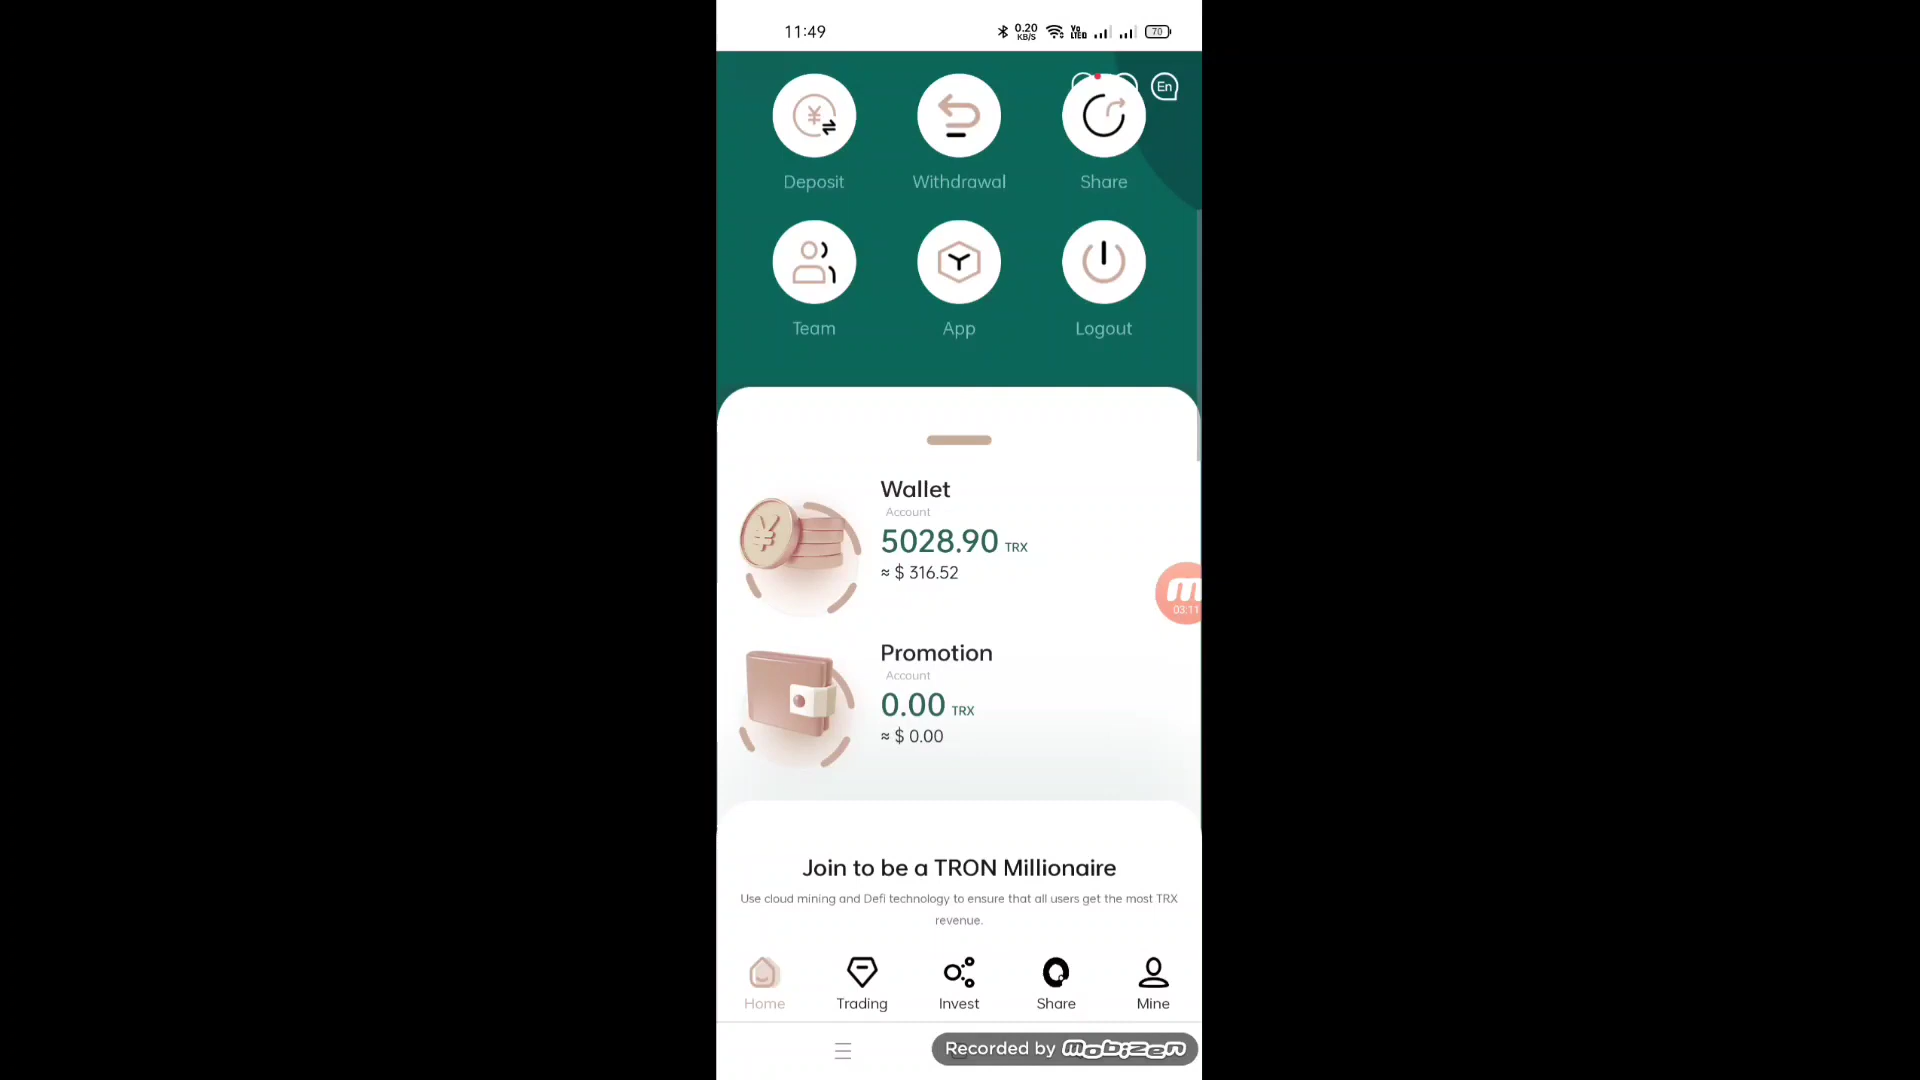 11:49
0.20
KB/S
Vo
LTED
70
En
Deposit Withdrawal Share
Team App Logout
Wallet
Account
5028.90 TRX
≈ $ 316.52
03:11
Promotion
Account
0.00 TRX
≈ $ 0.00
Join to be a TRON Millionaire
Use cloud mining and Defi technology to ensure that all users get the most TRX
revenue.
Home Trading Invest Share Mine
Recorded by mobizen